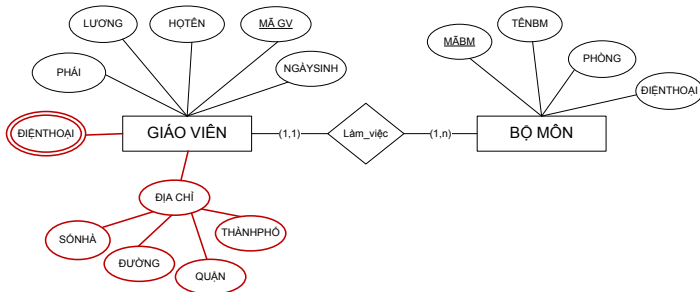 LƯƠNG
HỌTÊN
MÃ GV
PHÁI
NGÀYSINH
MÃBM
TÊNBM
PHÒNG
ĐIỆNTHOẠI
ĐIỆNTHOẠI
GIÁO VIÊN
(1,1)
Làm_việc
(1,n)
BỘ MÔN
ĐỊA CHỈ
SỐNHÀ
ĐƯỜNG
QUẬN
THÀNHPHỐ